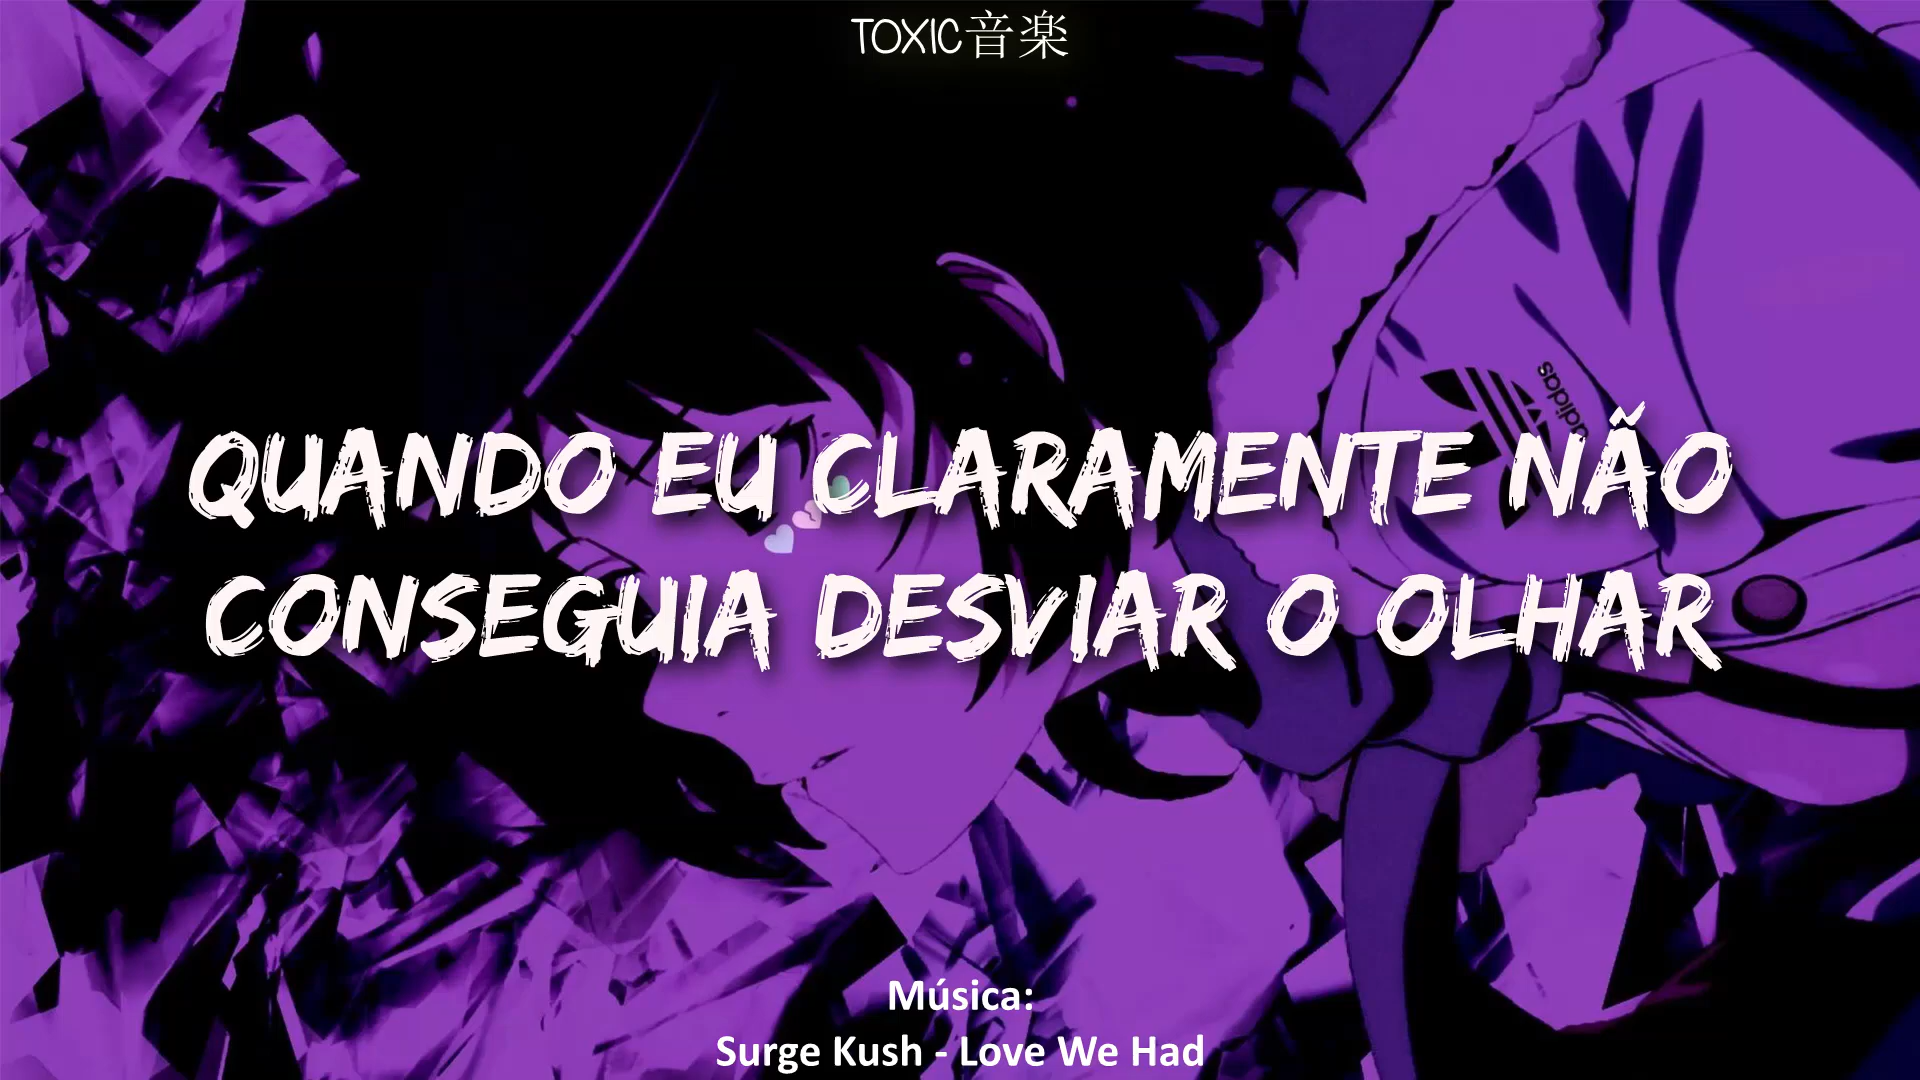 TOXIC音楽
adidas
QUANDO EU CLARAMENTE NÃO
CONSEGUIA DESVIAR O OLHAR
Música:
Surge Kush - Love We Had